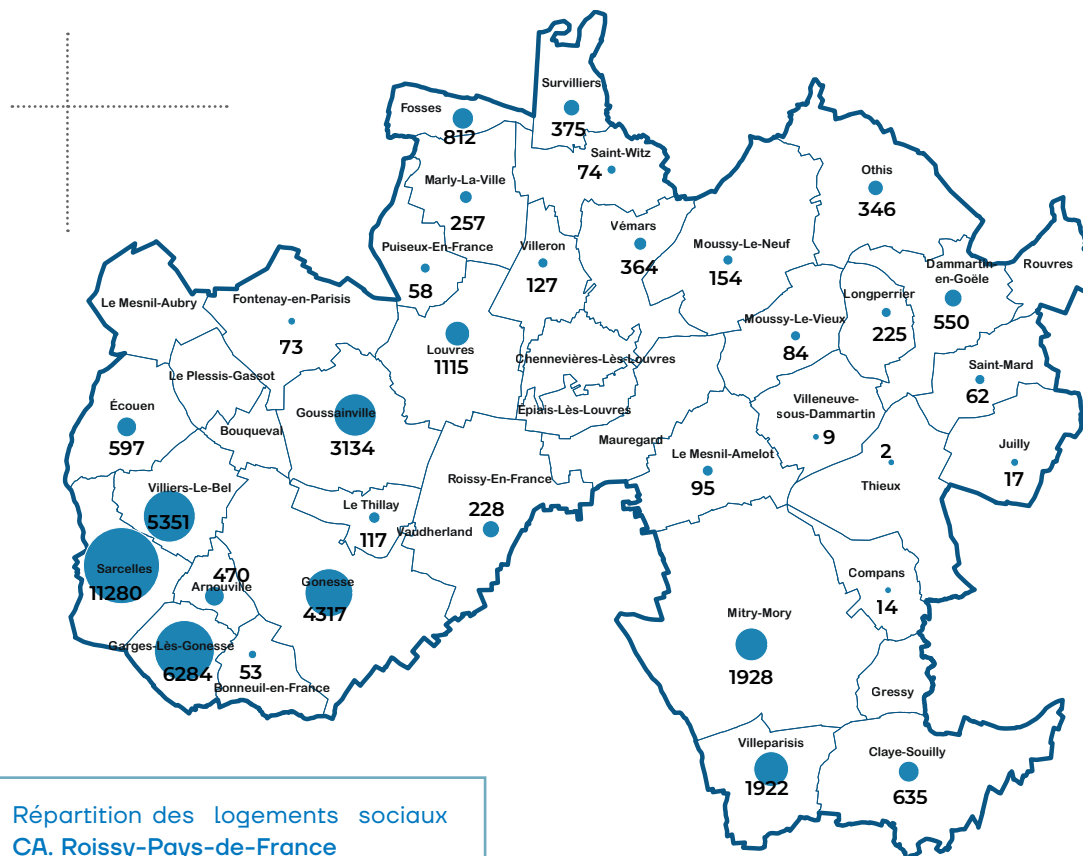 Survilliers
375
Fosses
812
Saint-Witz
74
Othis
346
Marly-La-Ville
257
Vémars
364
Puiseux-En-France
58
Villeron
127
Moussy-Le-Neuf
154
Dammartin
en-Goële
550
Rouvres
Le Mesnil-Aubry
Fontenay-en-Parisis
73
Longperrier
225
Moussy-Le-Vieux
84
Louvres
1115
Chennevières-Lès-Louvres
Saint-Mard
62
Le Plessis-Gassot
Écouen
597
Goussainville
3134
Épiais-Lès-Louvres
Villeneuve-
sous-Dammartin
9
Bouqueval
Mauregard
Le Mesnil-Amelot
95
2
Thieux
Juilly
17
Villiers-Le-Bel
5351
Roissy-En-France
228
Le Thillay
117
Vaudherland
Sarcelles
11280
470
Arnouville
Gonesse
4317
Compans
14
Mitry-Mory
1928
Garges-Lès-Gonesse
6284
53
Bonneuil-en-France
Gressy
Villeparisis
1922
Claye-Souilly
635
Répartition des logements sociaux
CA. Roissy-Pays-de-France